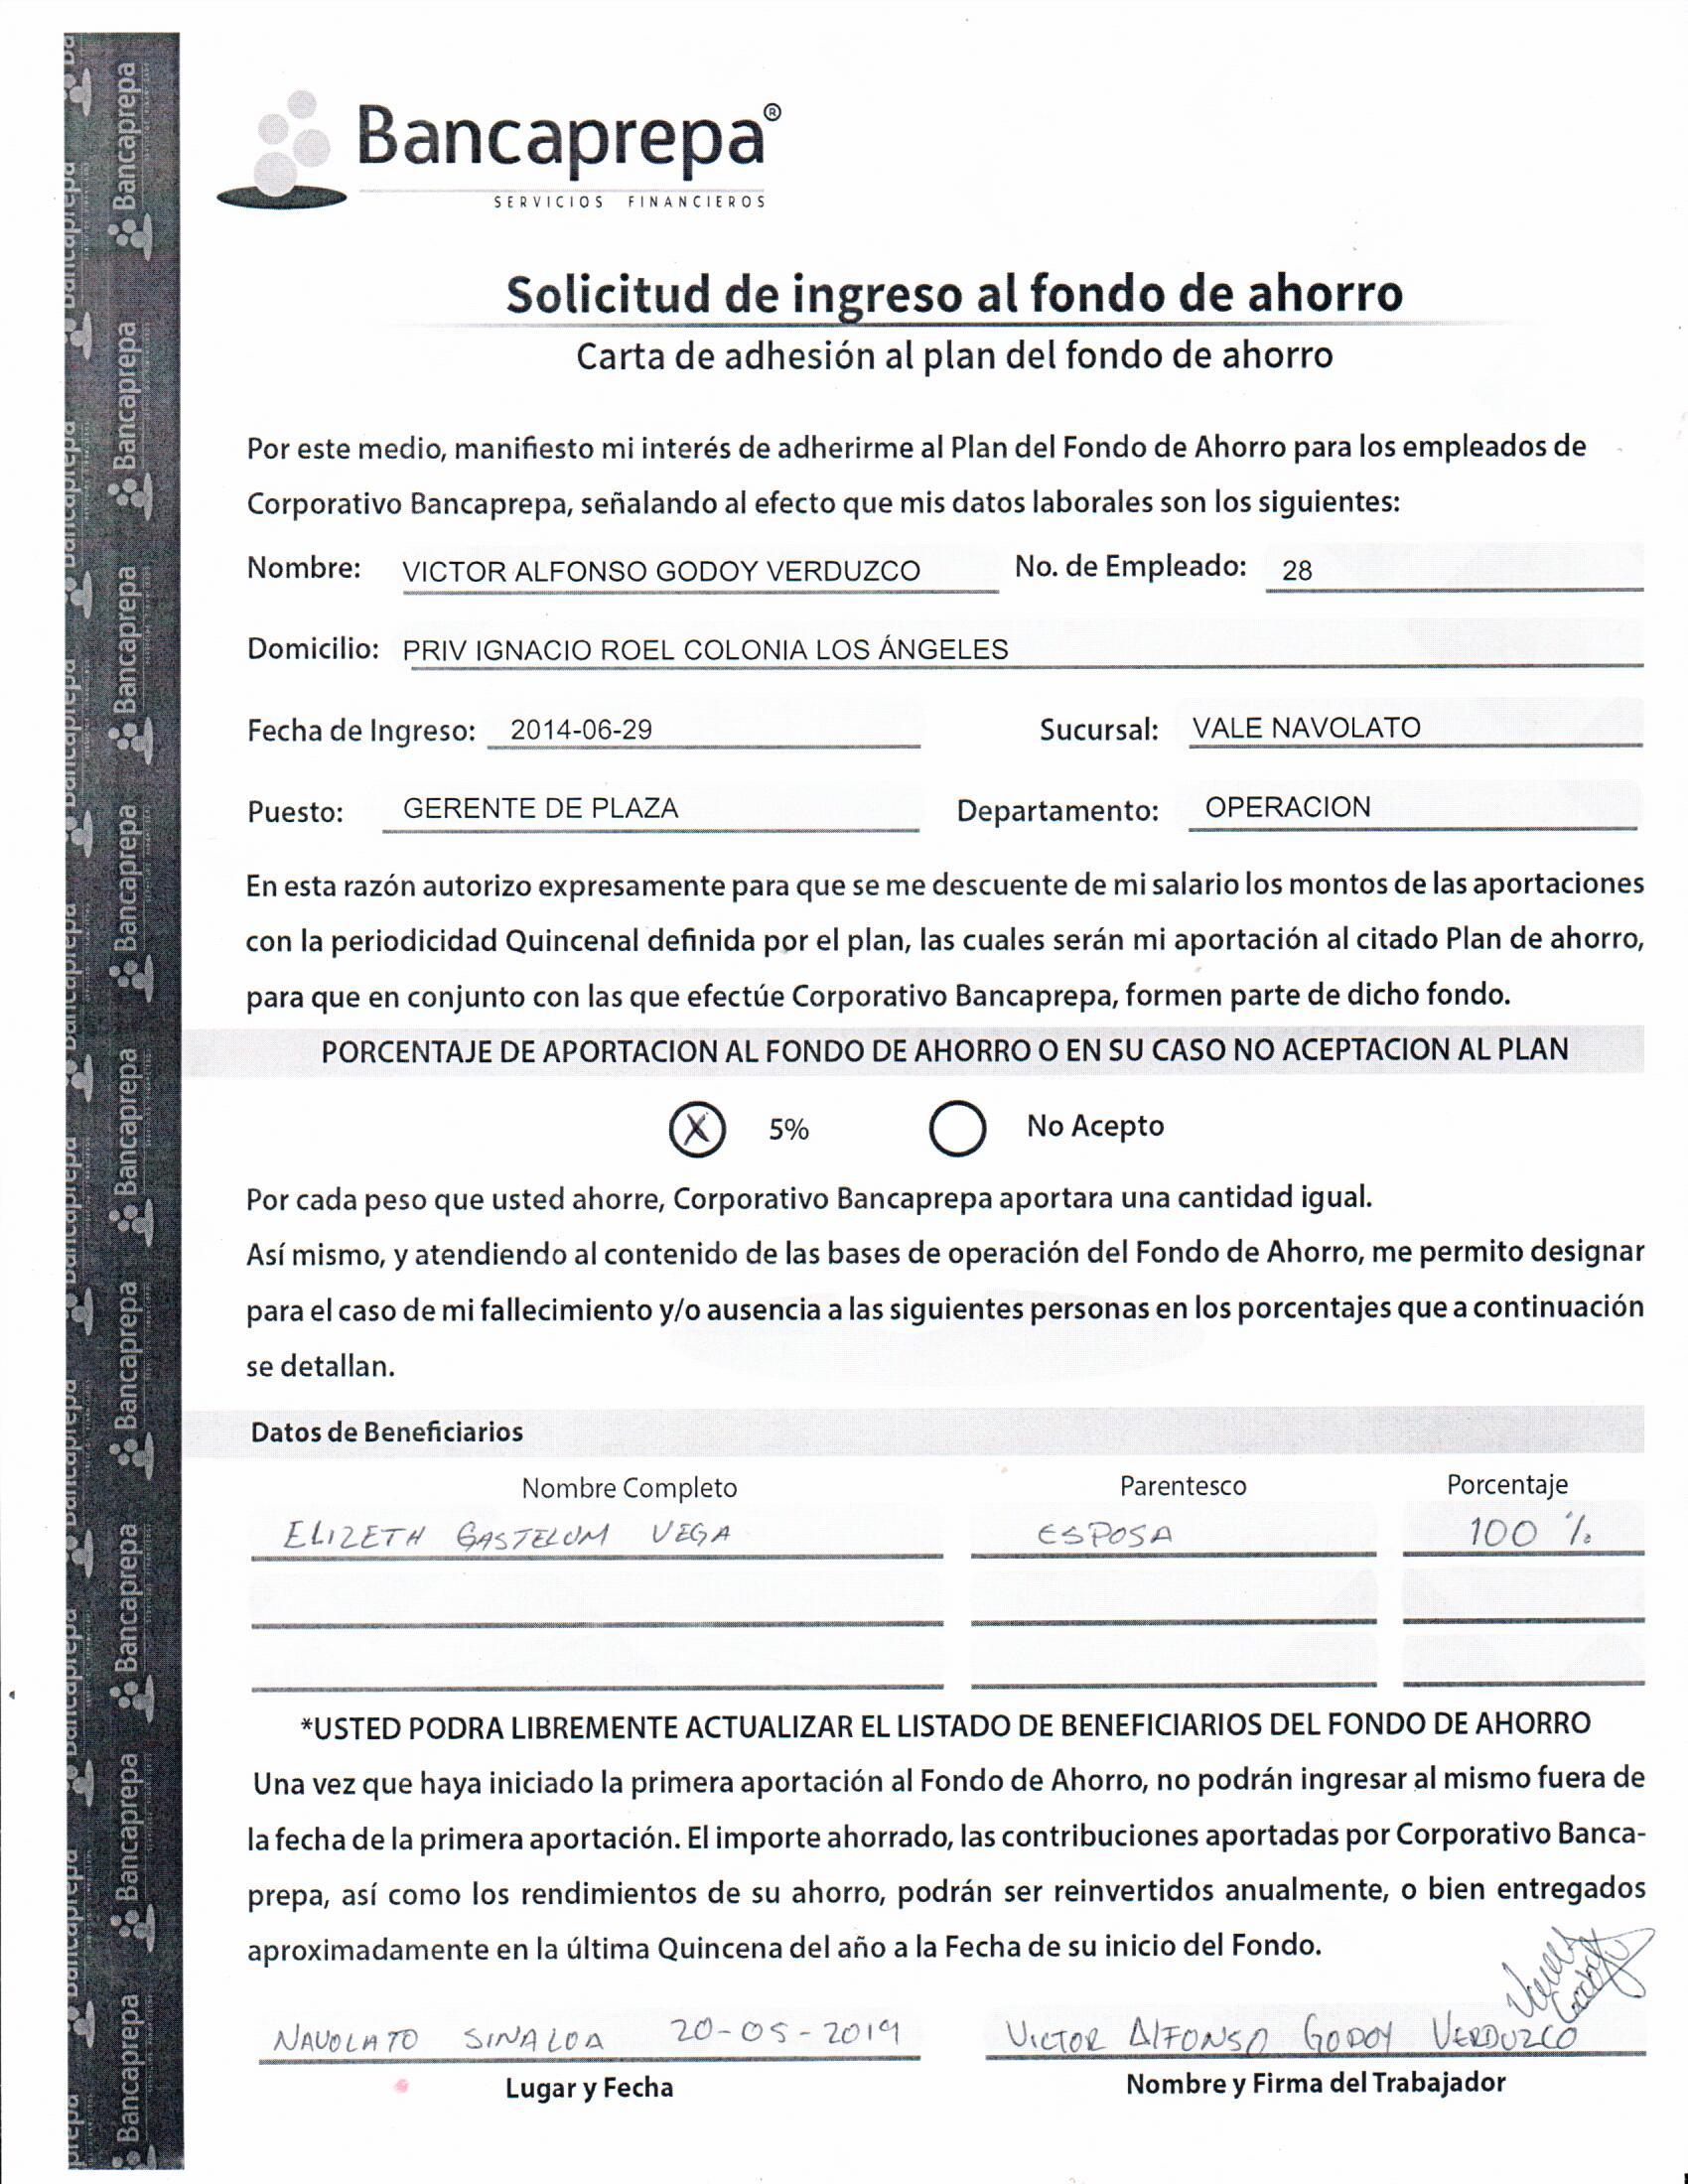 Bancaprepa®
SERVICIOS FINANCIEROS
Solicitud de ingreso al fondo de ahorro
Carta de adhesión al plan del fondo de ahorro
Por este medio, manifiesto mi interés de adherirme al Plan del Fondo de Ahorro para los empleados de
Corporativo Bancaprepa, señalando al efecto que mis datos laborales son los siguientes:
Nombre: VICTOR ALFONSO GODOY VERDUZCO No. de Empleado: 28
Domicilio: PRIV IGNACIO ROEL COLONIA LOS ÁNGELES
Fecha de Ingreso: 2014-06-29 Sucursal: VALE NAVOLATO
Puesto: GERENTE DE PLAZA Departamento: OPERACION
En esta razón autorizo expresamente para que se me descuente de mi salario los montos de las aportaciones
con la periodicidad Quincenal definida por el plan, las cuales serán mi aportación al citado Plan de ahorro,
para que en conjunto con las que efectúe Corporativo Bancaprepa, formen parte de dicho fondo.
PORCENTAJE DE APORTACION AL FONDO DE AHORRO O EN SU CASO NO ACEPTACION AL PLAN
X 5% No Acepto
Por cada peso que usted ahorre, Corporativo Bancaprepa aportara una cantidad igual.
Así mismo, y atendiendo al contenido de las bases de operación del Fondo de Ahorro, me permito designar
para el caso de mi fallecimiento y/o ausencia a las siguientes personas en los porcentajes que a continuación
se detallan.
Datos de Beneficiarios
Nombre Completo Parentesco Porcentaje
ELIZETH GASTELUM VEGA ESPOSA 100 %
*USTED PODRA LIBREMENTE ACTUALIZAR EL LISTADO DE BENEFICIARIOS DEL FONDO DE AHORRO
Una vez que haya iniciado la primera aportación al Fondo de Ahorro, no podrán ingresar al mismo fuera de
la fecha de la primera aportación. El importe ahorrado, las contribuciones aportadas por Corporativo Banca-
prepa, así como los rendimientos de su ahorro, podrán ser reinvertidos anualmente, o bien entregados
aproximadamente en la última Quincena del año a la Fecha de su inicio del Fondo.
NAVOLATO SINALOA 20-05-2019 VICTOR AlFONSO GODOY VERDUZCO
Lugar y Fecha Nombre y Firma del Trabajador